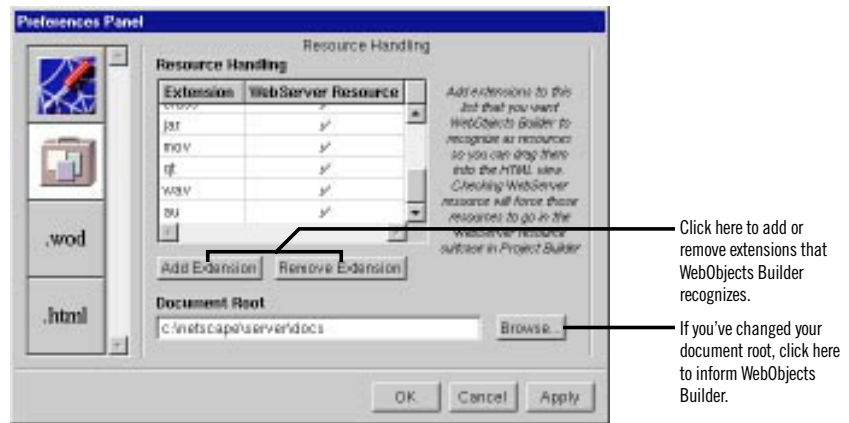 Preferences Panel
Resource Handling
Resource Handling
Extension WebServer Resource
class
jar
mov
qt
wav
au
Add extensions to this
list that you want
WebObjects Builder to
recognize as resources
so you can drag them
into the HTML view.
Checking WebServer
resource will force those
resources to go in the
WebServer resource
suitcase in Project Builder
.wod
.html
Add Extension Remove Extension
Document Root
c:\netscape\server\docs
Browse...
OK Cancel Apply
Click here to add or
remove extensions that
WebObjects Builder
recognizes.
If you've changed your
document root, click here
to inform WebObjects
Builder.